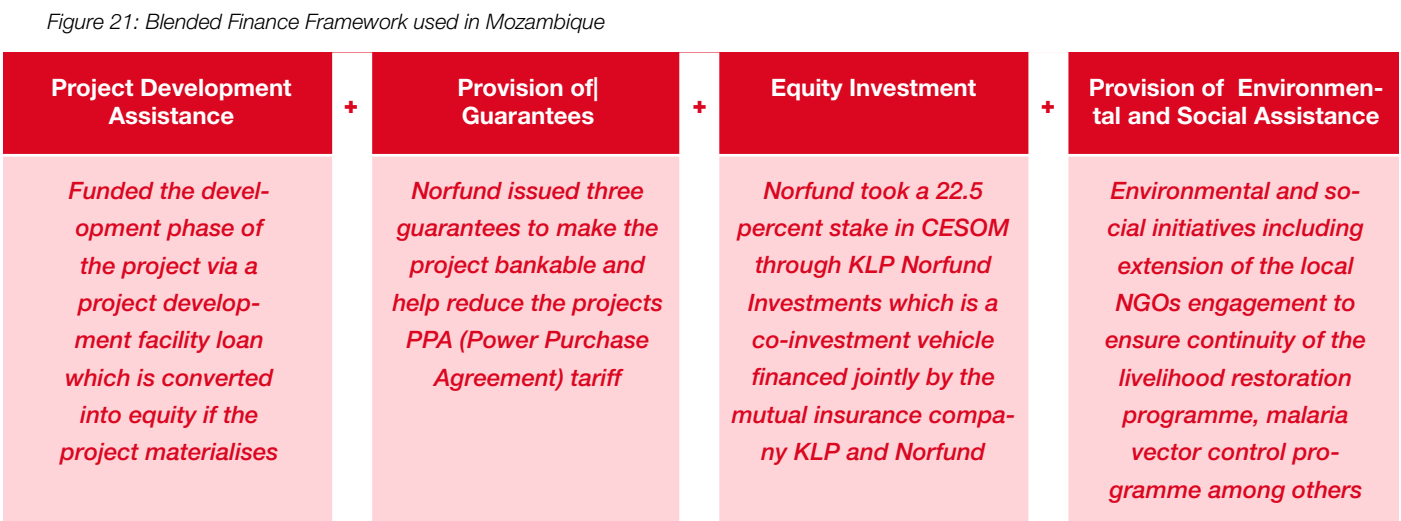 Figure 21: Blended Finance Framework used in Mozambique
Project Development
Assistance
+
Provision of|
Guarantees
+
Equity Investment
+
Provision of Environmen-
tal and Social Assistance
Funded the devel-
opment phase of
the project via a
project develop-
ment facility loan
which is converted
into equity if the
project materialises
Norfund issued three
guarantees to make the
project bankable and
help reduce the projects
PPA (Power Purchase
Agreement) tariff
Norfund took a 22.5
percent stake in CESOM
through KLP Norfund
Investments which is a
co-investment vehicle
financed jointly by the
mutual insurance compa-
ny KLP and Norfund
Environmental and so-
cial initiatives including
extension of the local
NGOs engagement to
ensure continuity of the
livelihood restoration
programme, malaria
vector control pro-
gramme among others